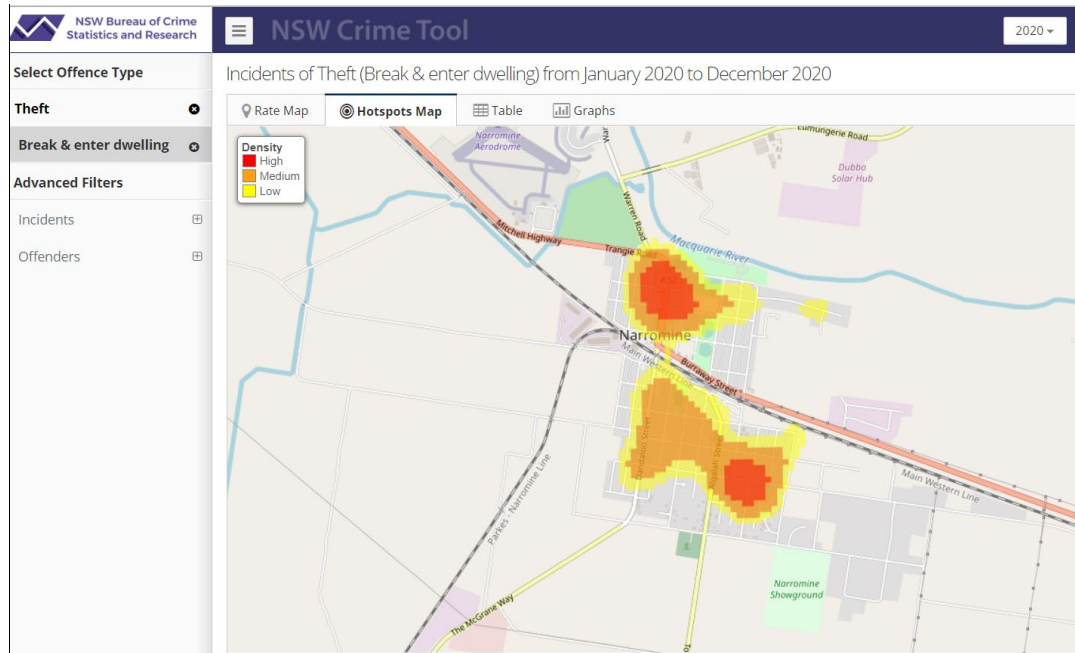 NSW Bureau of Crime
Statistics and Research
NSW Crime Tool
2020
Select Offence Type
Theft
Break & enter dwelling
Advanced Filters
Incidents
Offenders
Incidents of Theft (Break & enter dwelling) from January 2020 to December 2020
Rate Map
Hotspots Map
Table
Graphs
Density
High
Medium
Low
Narromine
Aerodrome
Eumungerie Road
Dubbo
Solar Hub
Warren Road
Mitchell Highway
Trangie Road
Macquarie River
Narromine
Main Western Line
Burraway Street
Dandaloo Street
Main Western Line
Parkes - Narromine Line
Narromine
Showground
The McGrane Way
To